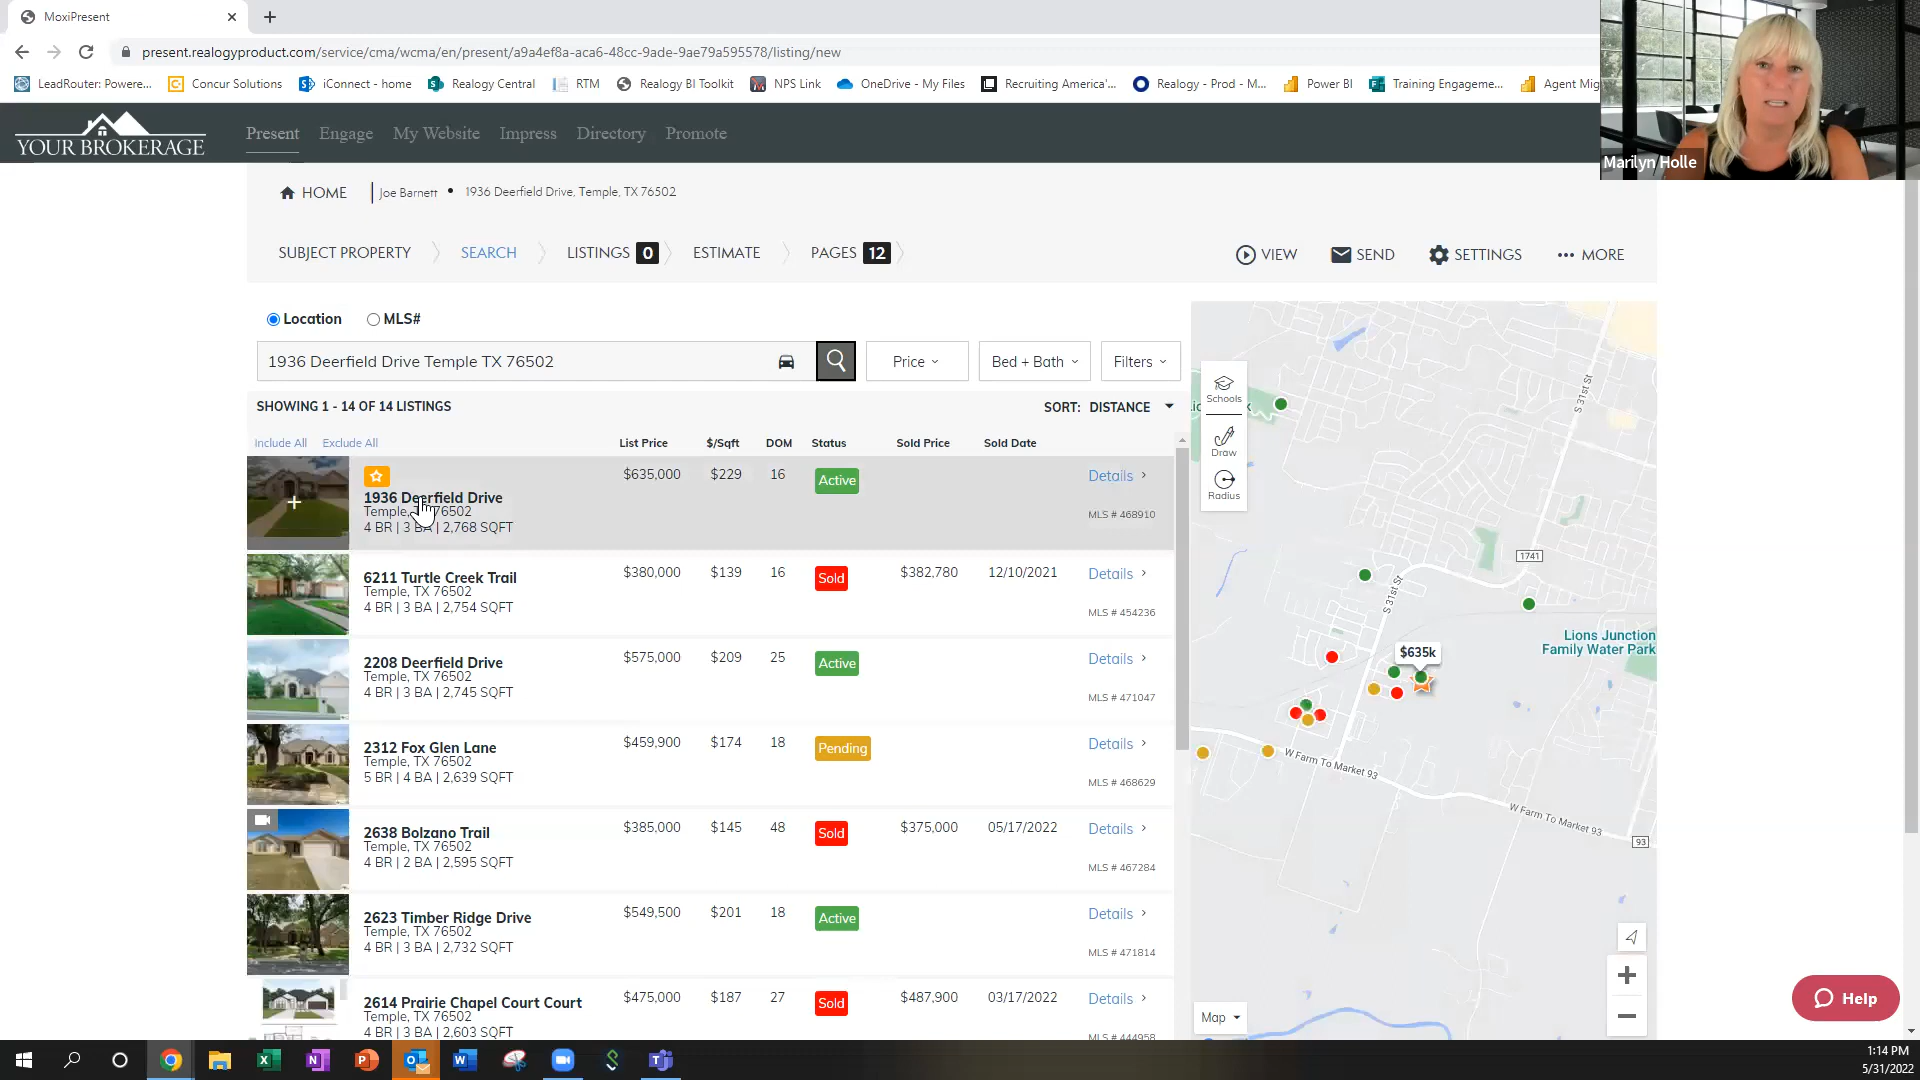 MoxiPresent
present.realogyproduct.com/service/cma/wcma/en/present/a9a4ef8a-aca6-48cc-9ade-9ae79a595578/listing/new
LeadRouter: Powere... Concur Solutions iConnect - home Realogy Central RTM Realogy BI Toolkit NPS Link OneDrive - My Files Recruiting America'... Realogy - Prod - M... Power BI Training Engageme... Agent Mig
YOUR BROKERAGE Present Engage My Website Impress Directory Promote
Marilyn Holle
HOME Joe Barnett • 1936 Deerfield Drive, Temple, TX 76502
SUBJECT PROPERTY SEARCH LISTINGS 0 ESTIMATE PAGES 12 VIEW SEND SETTINGS ••• MORE
Location MLS#
1936 Deerfield Drive Temple TX 76502 Price Bed + Bath Filters
SHOWING 1 - 14 OF 14 LISTINGS SORT: DISTANCE
Include All Exclude All List Price $/Sqft DOM Status Sold Price Sold Date
$635,000 $229 16 Active Details
1936 Deerfield Drive
Temple, 76502 MLS # 468910
4 BR | 3 BA | 2,768 SQFT
6211 Turtle Creek Trail $380,000 $139 16 Sold $382,780 12/10/2021 Details
Temple, TX 76502
4 BR | 3 BA | 2,754 SQFT MLS # 454236
2208 Deerfield Drive $575,000 $209 25 Active Details
Temple, TX 76502
4 BR | 3 BA | 2,745 SQFT MLS # 471047
2312 Fox Glen Lane $459,900 $174 18 Pending Details
Temple, TX 76502
5 BR | 4 BA | 2,639 SQFT MLS # 468629
2638 Bolzano Trail $385,000 $145 48 Sold $375,000 05/17/2022 Details
Temple, TX 76502
4 BR | 2 BA | 2,595 SQFT MLS # 467284
2623 Timber Ridge Drive $549,500 $201 18 Active Details
Temple, TX 76502
4 BR | 3 BA | 2,732 SQFT MLS # 471814
2614 Prairie Chapel Court Court $475,000 $187 27 Sold $487,900 03/17/2022 Details
Temple, TX 76502
4 BR | 3 BA | 2,603 SQFT MLS # 444958
Schools
Draw
Radius
S 31st St
1741
S 31st St
Lions Junction
Family Water Park
$635k
W Farm To Market 93
W Farm To Market 93
93
Map
Help
1:14 PM
5/31/2022